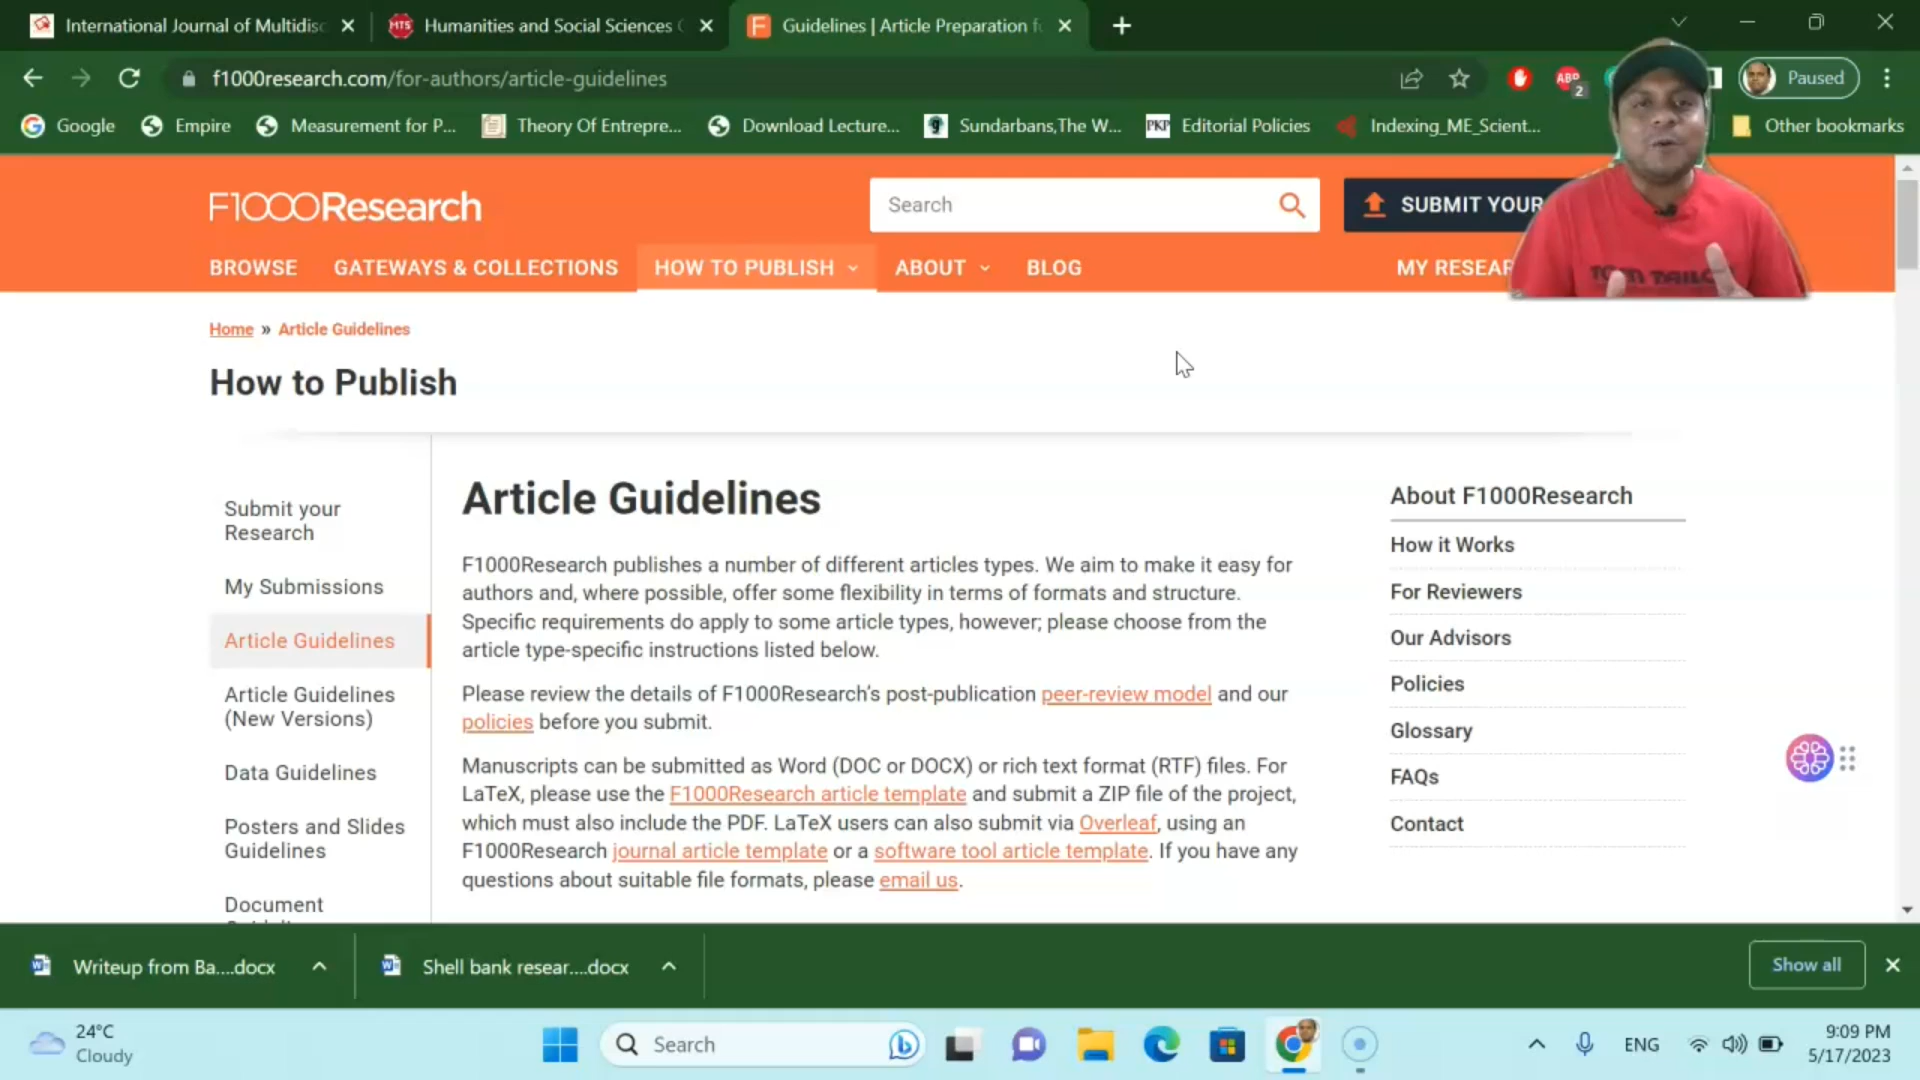 International Journal of Multidisc
Humanities and Social Sciences C
Guidelines | Article Preparation fo
f1000research.com/for-authors/article-guidelines
ABP
2
Paused
Google
Empire
Measurement for P...
Theory Of Entrepre...
Download Lecture...
Sundarbans,The W...
PKP
Editorial Policies
Indexing_ME_Scient...
Other bookmarks
F1000Research
Search
SUBMIT YOUR
BROWSE
GATEWAYS & COLLECTIONS
HOW TO PUBLISH
ABOUT
BLOG
MY RESEAR
TOM TAILO
Home » Article Guidelines
How to Publish
Submit your
Research
My Submissions
Article Guidelines
Article Guidelines
(New Versions)
Data Guidelines
Posters and Slides
Guidelines
Document
Article Guidelines
F1000Research publishes a number of different articles types. We aim to make it easy for
authors and, where possible, offer some flexibility in terms of formats and structure.
Specific requirements do apply to some article types, however; please choose from the
article type-specific instructions listed below.
Please review the details of F1000Research's post-publication peer-review model and our
policies before you submit.
Manuscripts can be submitted as Word (DOC or DOCX) or rich text format (RTF) files. For
LaTeX, please use the F1000Research article template and submit a ZIP file of the project,
which must also include the PDF. LaTeX users can also submit via Overleaf, using an
F1000Research journal article template or a software tool article template. If you have any
questions about suitable file formats, please email us.
About F1000Research
How it Works
For Reviewers
Our Advisors
Policies
Glossary
FAQs
Contact
Writeup from Ba....docx
Shell bank resear....docx
Show all
24°C
Cloudy
Search
ENG
9:09 PM
5/17/2023